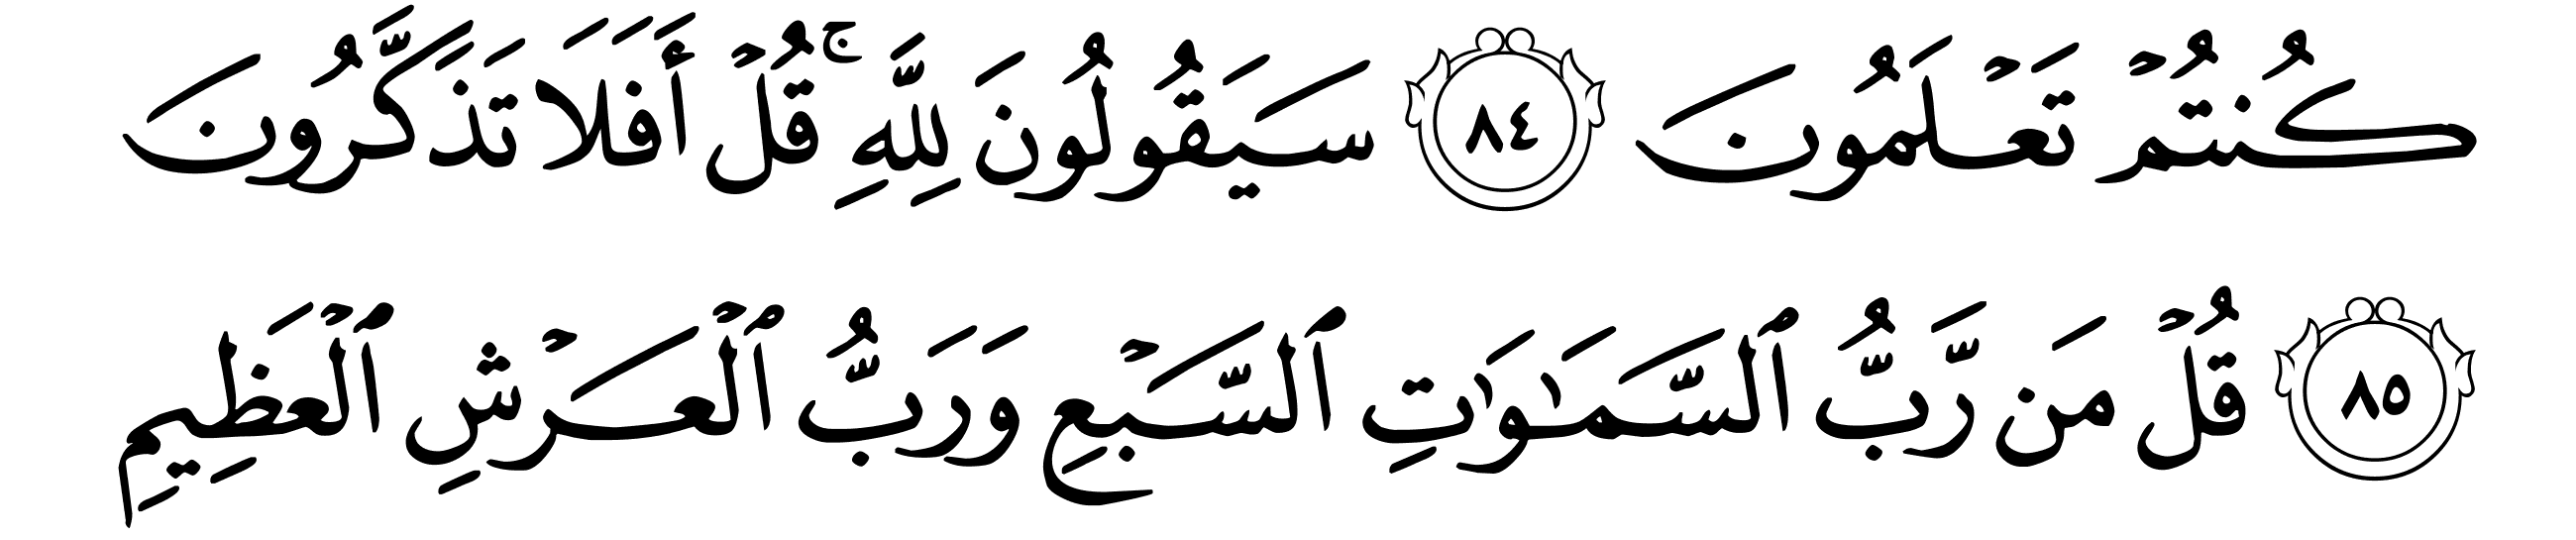 كُنتُمْ تَعْلَمُونَ ٨٤ سَيَقُولُونَ لِلَّهِ ۚ قُلْ أَفَلَا تَذَكَّرُونَ
٨٥ قُلْ مَن رَّبُّ ٱلسَّمَـٰوَٰتِ ٱلسَّبْعِ وَرَبُّ ٱلْعَرْشِ ٱلْعَظِيمِ